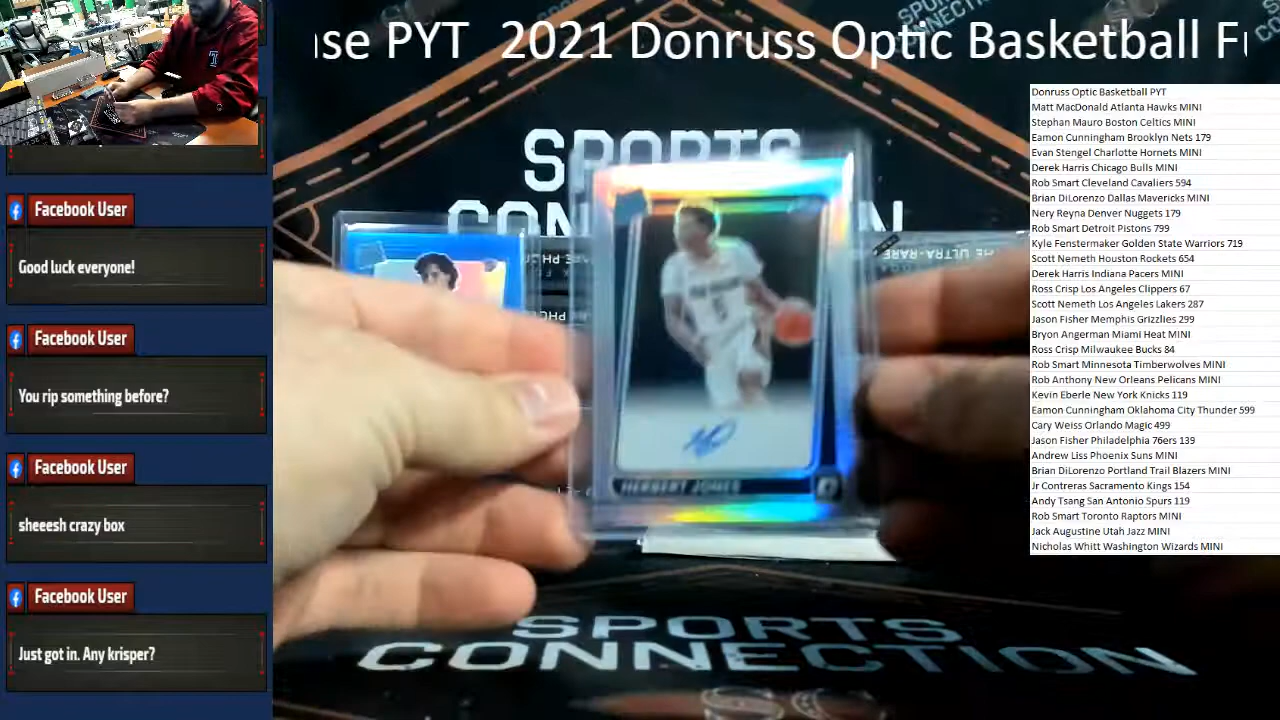 ase PYT  2021 Donruss Optic Basketball F
Facebook User
Good luck everyone!
Facebook User
You rip something before?
Facebook User
sheeesh crazy box
Facebook User
Just got in. Any krisper?
SPORTS
CONNECTION
HERBERT JONES
SPORTS
CONNECTION
Donruss Optic Basketball PYT
Matt MacDonald Atlanta Hawks MINI
Stephan Mauro Boston Celtics MINI
Eamon Cunningham Brooklyn Nets 179
Evan Stengel Charlotte Hornets MINI
Derek Harris Chicago Bulls MINI
Rob Smart Cleveland Cavaliers 594
Brian DiLorenzo Dallas Mavericks MINI
Nery Reyna Denver Nuggets 179
Rob Smart Detroit Pistons 799
Kyle Fenstermaker Golden State Warriors 719
Scott Nemeth Houston Rockets 654
Derek Harris Indiana Pacers MINI
Ross Crisp Los Angeles Clippers 67
Scott Nemeth Los Angeles Lakers 287
Jason Fisher Memphis Grizzlies 299
Bryon Angerman Miami Heat MINI
Ross Crisp Milwaukee Bucks 84
Rob Smart Minnesota Timberwolves MINI
Rob Anthony New Orleans Pelicans MINI
Kevin Eberle New York Knicks 119
Eamon Cunningham Oklahoma City Thunder 599
Cary Weiss Orlando Magic 499
Jason Fisher Philadelphia 76ers 139
Andrew Liss Phoenix Suns MINI
Brian DiLorenzo Portland Trail Blazers MINI
Jr Contreras Sacramento Kings 154
Andy Tsang San Antonio Spurs 119
Rob Smart Toronto Raptors MINI
Jack Augustine Utah Jazz MINI
Nicholas Whitt Washington Wizards MINI